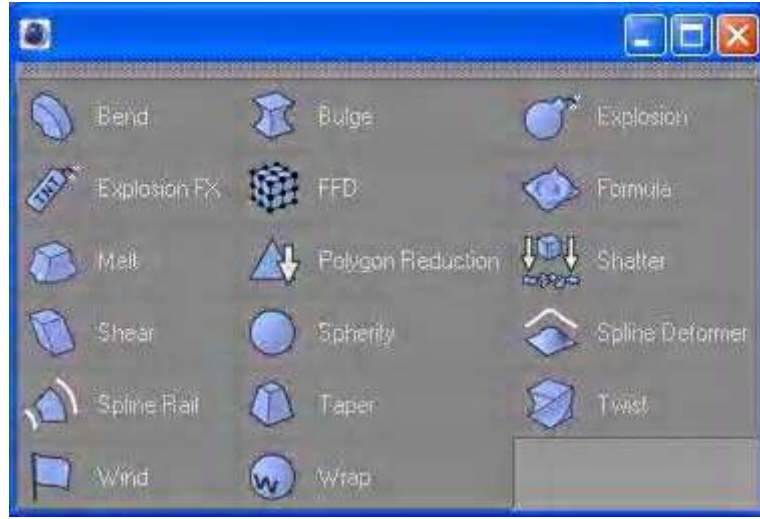 Bend Bulge Explosion
TNT Explosion FX FFD Formula
Melt Polygon Reduction Shatter
Shear Spherify Spline Deformer
Spline Rail Taper Twist
Wind W Wrap